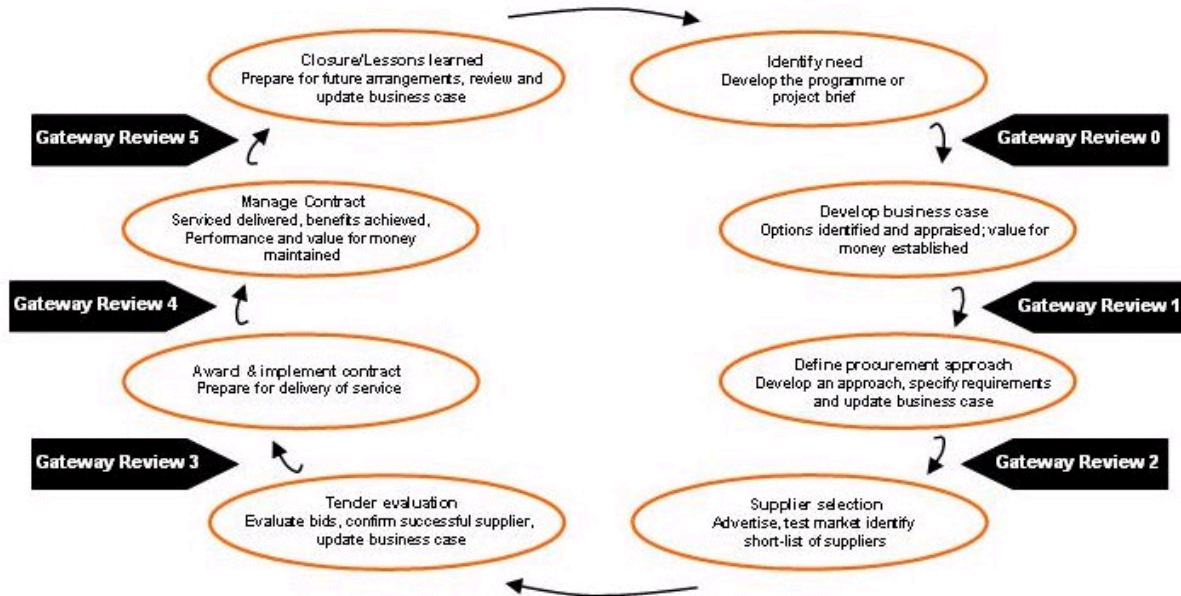 Closure/Lessons learned
Prepare for future arrangements, review and
update business case
Identify need
Develop the programme or
project brief
Gateway Review 5
Gateway Review 0
Manage Contract
Serviced delivered, benefits achieved,
Performance and value for money
maintained
Develop business case
Options identified and appraised; value for
money established
Gateway Review 4
Gateway Review 1
Award & implement contract
Prepare for delivery of service
Define procurement approach
Develop an approach, specify requirements
and update business case
Gateway Review 3
Gateway Review 2
Tender evaluation
Evaluate bids, confirm successful supplier,
update business case
Supplier selection
Advertise, test market identify
short-list of suppliers